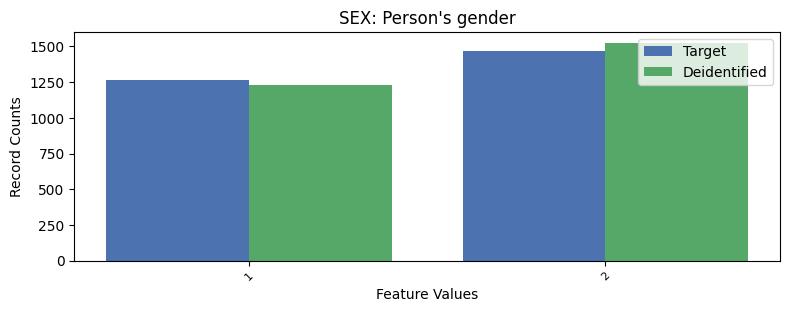 SEX: Person's gender
Target
Deidentified
1500
1250
1000
750
500
250
0
Record Counts
1
2
Feature Values